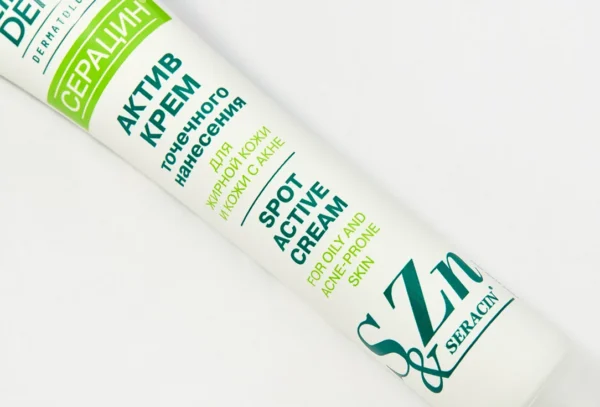 DERMATOL
СЕРАЦИН®
АКТИВ
КРЕМ
точечного
нанесения
ДЛЯ
ЖИРНОЙ КОЖИ
И КОЖИ С АКНЕ
SPOT
ACTIVE
CREAM
FOR OILY AND
ACNE-PRONE
SKIN
S Zn
& SERACIN®